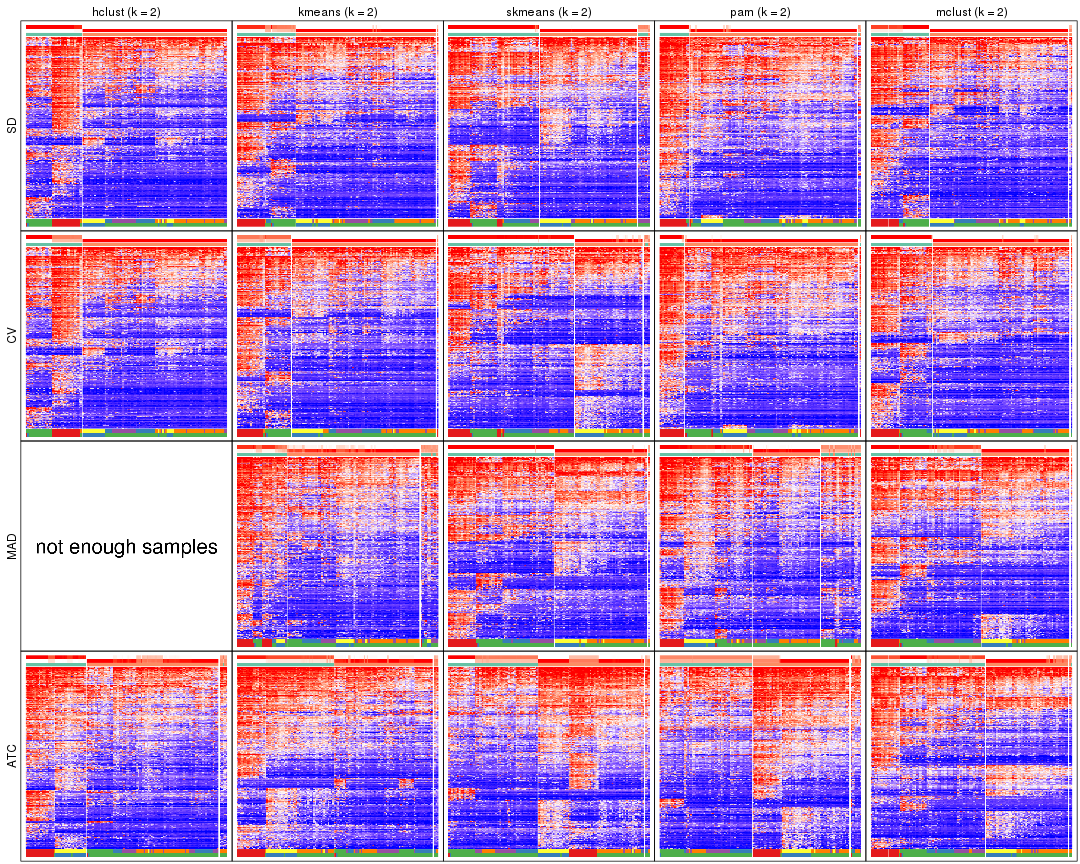 hclust (k = 2)
kmeans (k = 2)
skmeans (k = 2)
pam (k = 2)
mclust (k = 2)
SD
CV
MAD
not enough samples
ATC